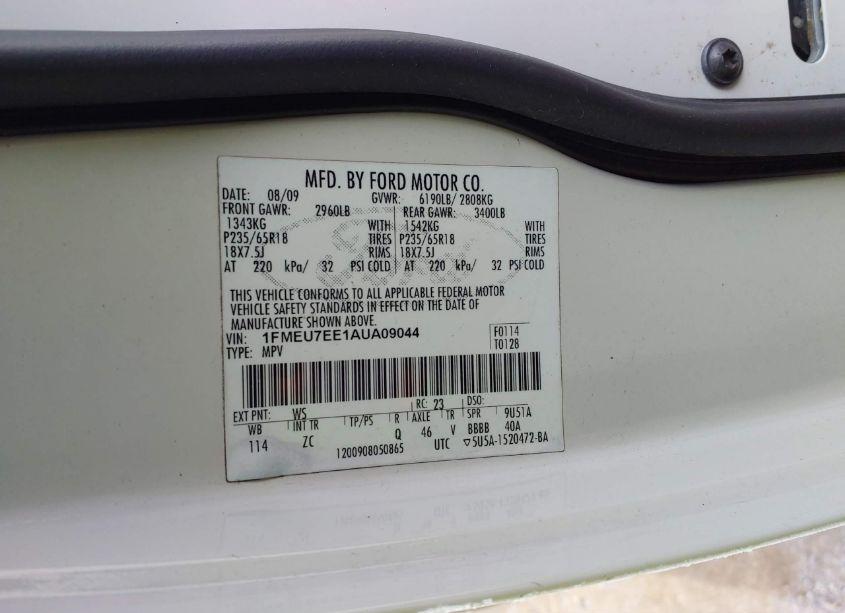 MFD. BY FORD MOTOR CO.
DATE: 08/09 GVWR: 6190LB/ 2808KG
FRONT GAWR: 2960LB REAR GAWR: 3400LB
1343KG WITH 1542KG WITH
P235/65R18 TIRES P235/65R18 TIRES
18X7.5J RIMS 18X7.5J RIMS
AT 220 kPa/ 32 PSI COLD AT 220 kPa/ 32 PSI COLD
THIS VEHICLE CONFORMS TO ALL APPLICABLE FEDERAL MOTOR
VEHICLE SAFETY STANDARDS IN EFFECT ON THE DATE OF
MANUFACTURE SHOWN ABOVE.
VIN: 1FMEU7EE1AUA09044 F0114
TYPE: MPV T0128
EXT PNT: WS RC: 23 DSO:
WB INT TR TP/PS R AXLE TR SPR 9U51A
114 ZC Q 46 V BBBB 40A
1200908050865 UTC ▽5U5A-1520472-BA